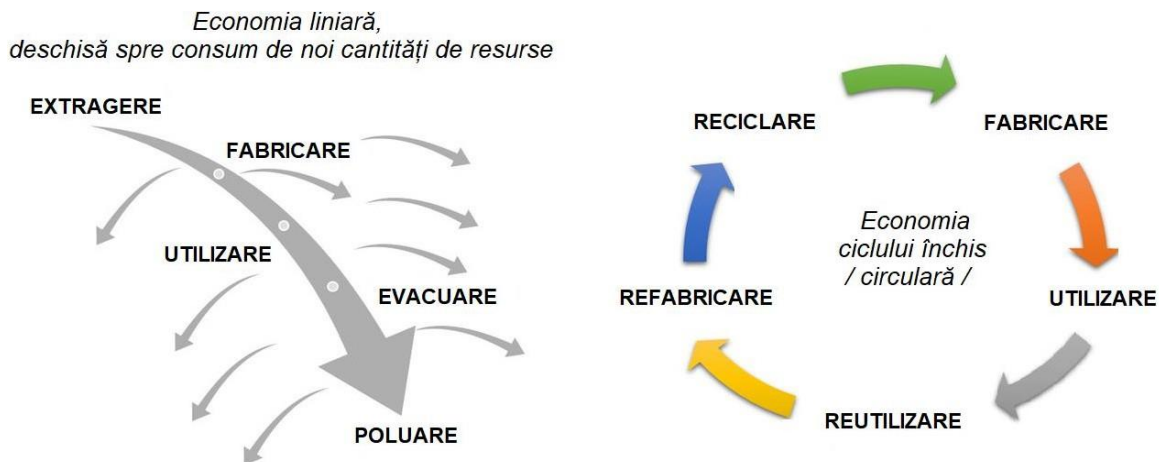 Economia liniară,
deschisă spre consum de noi cantități de resurse
EXTRAGERE
FABRICARE
UTILIZARE
EVACUARE
POLUARE
RECICLARE
FABRICARE
Economia
ciclului închis
/ circulară /
REFABRICARE
UTILIZARE
REUTILIZARE